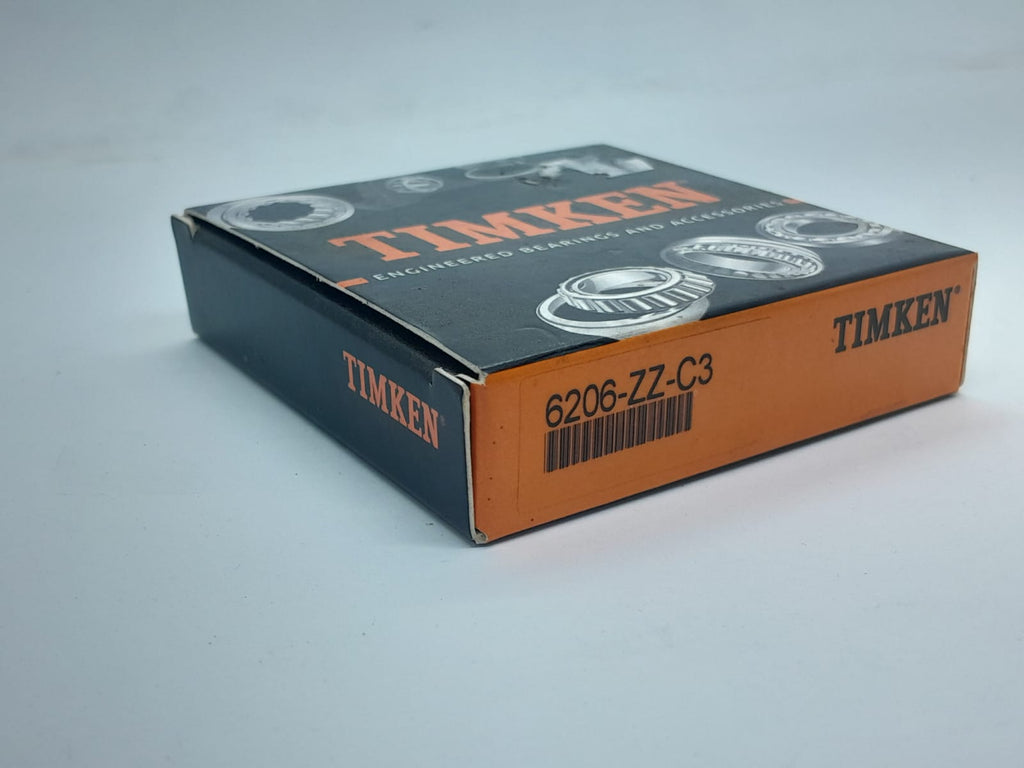 TIMKEN
ENGINEERED BEARINGS AND ACCESSORIES
TIMKEN
6206-ZZ-C3
TIMKEN®